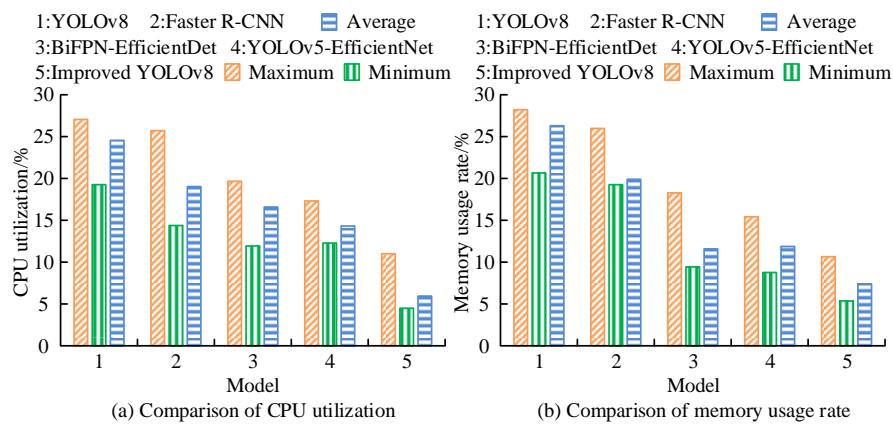 1:YOLOv8 2:Faster R-CNN Average
3:BiFPN-EfficientDet 4:YOLOv5-EfficientNet
5:Improved YOLOv8 Maximum Minimum
CPU utilization/%
30
25
20
15
10
5
0
1 2 3 4 5
Model
(a) Comparison of CPU utilization
1:YOLOv8 2:Faster R-CNN Average
3:BiFPN-EfficientDet 4:YOLOv5-EfficientNet
5:Improved YOLOv8 Maximum Minimum
Memory usage rate/%
30
25
20
15
10
5
0
1 2 3 4 5
Model
(b) Comparison of memory usage rate